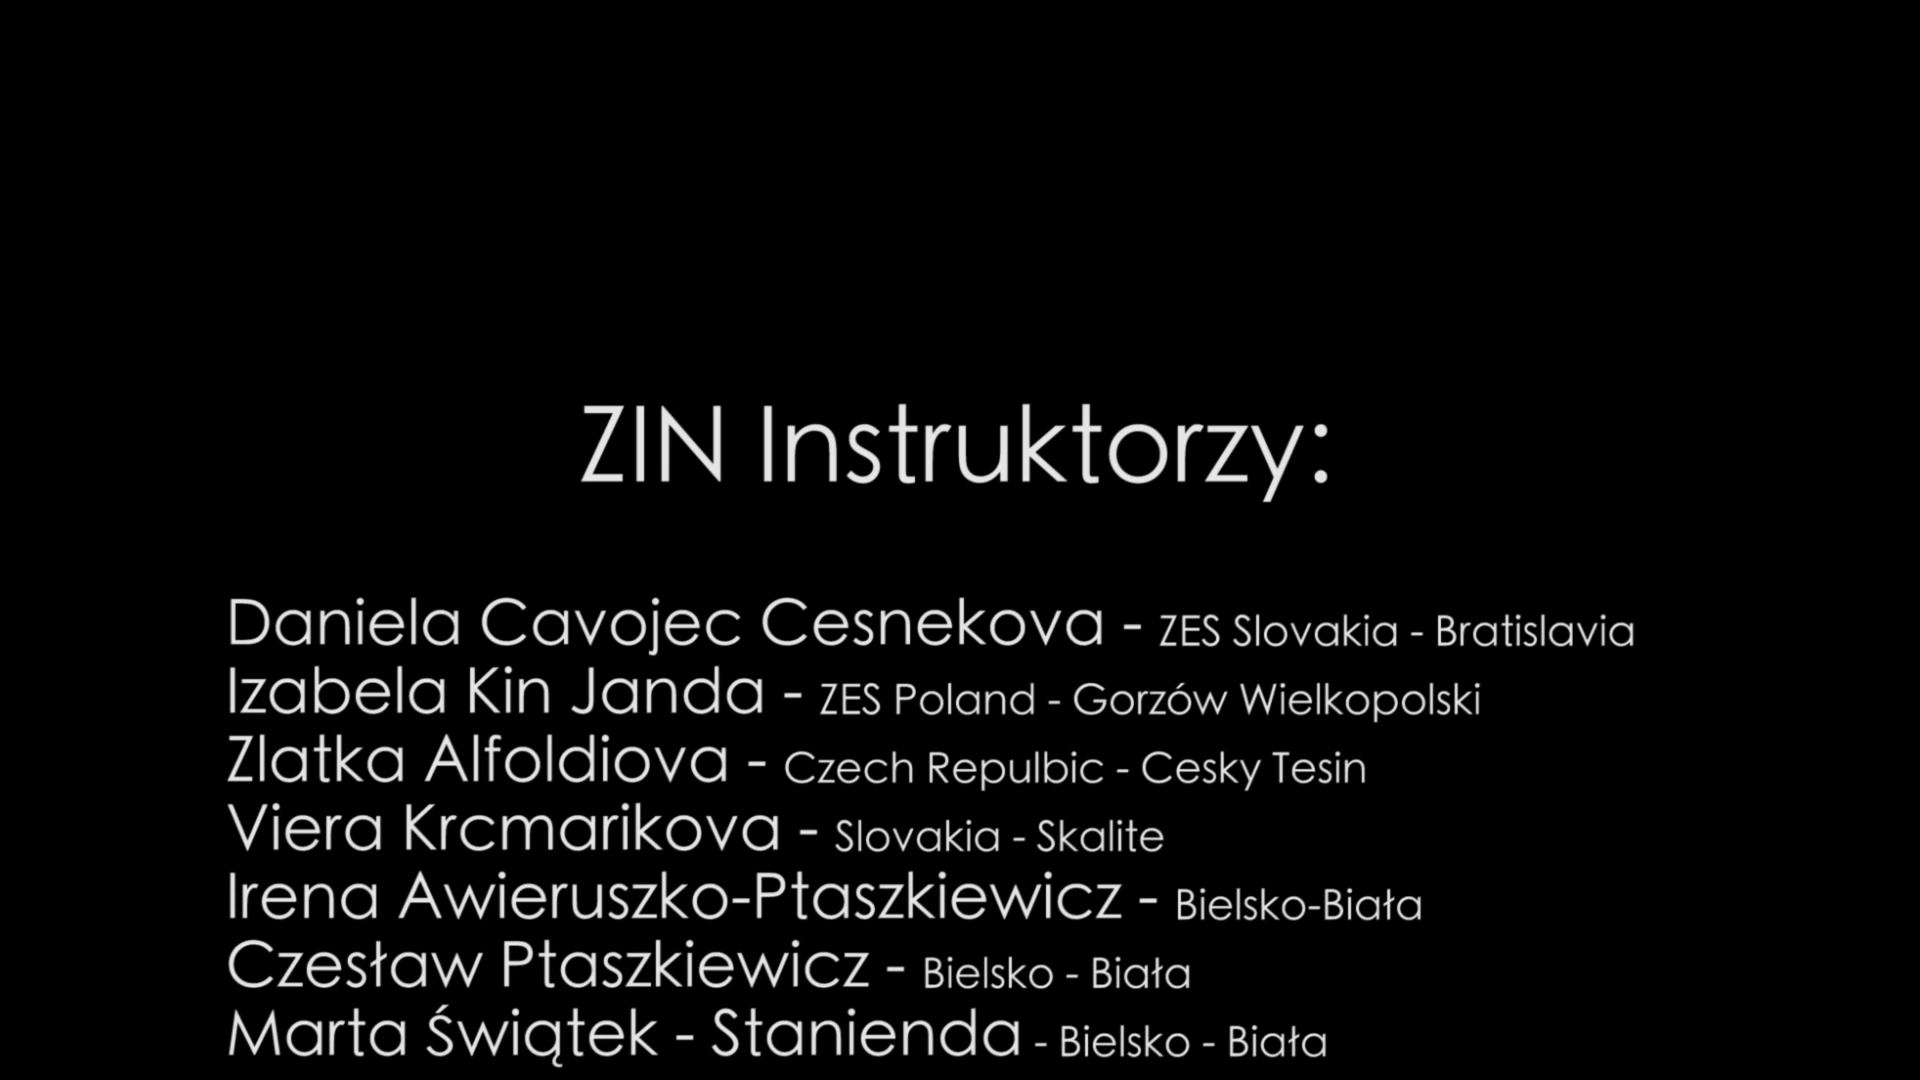 ZIN Instruktorzy:
Daniela Cavojec Cesnekova - ZES Slovakia - Bratislavia
Izabela Kin Janda - ZES Poland - Gorzów Wielkopolski
Zlatka Alfoldiova - Czech Repulbic - Cesky Tesin
Viera Krcmarikova - Slovakia - Skalite
Irena Awieruszko-Ptaszkiewicz - Bielsko-Biała
Czesław Ptaszkiewicz - Bielsko - Biała
Marta Świątek - Stanienda - Bielsko - Biała